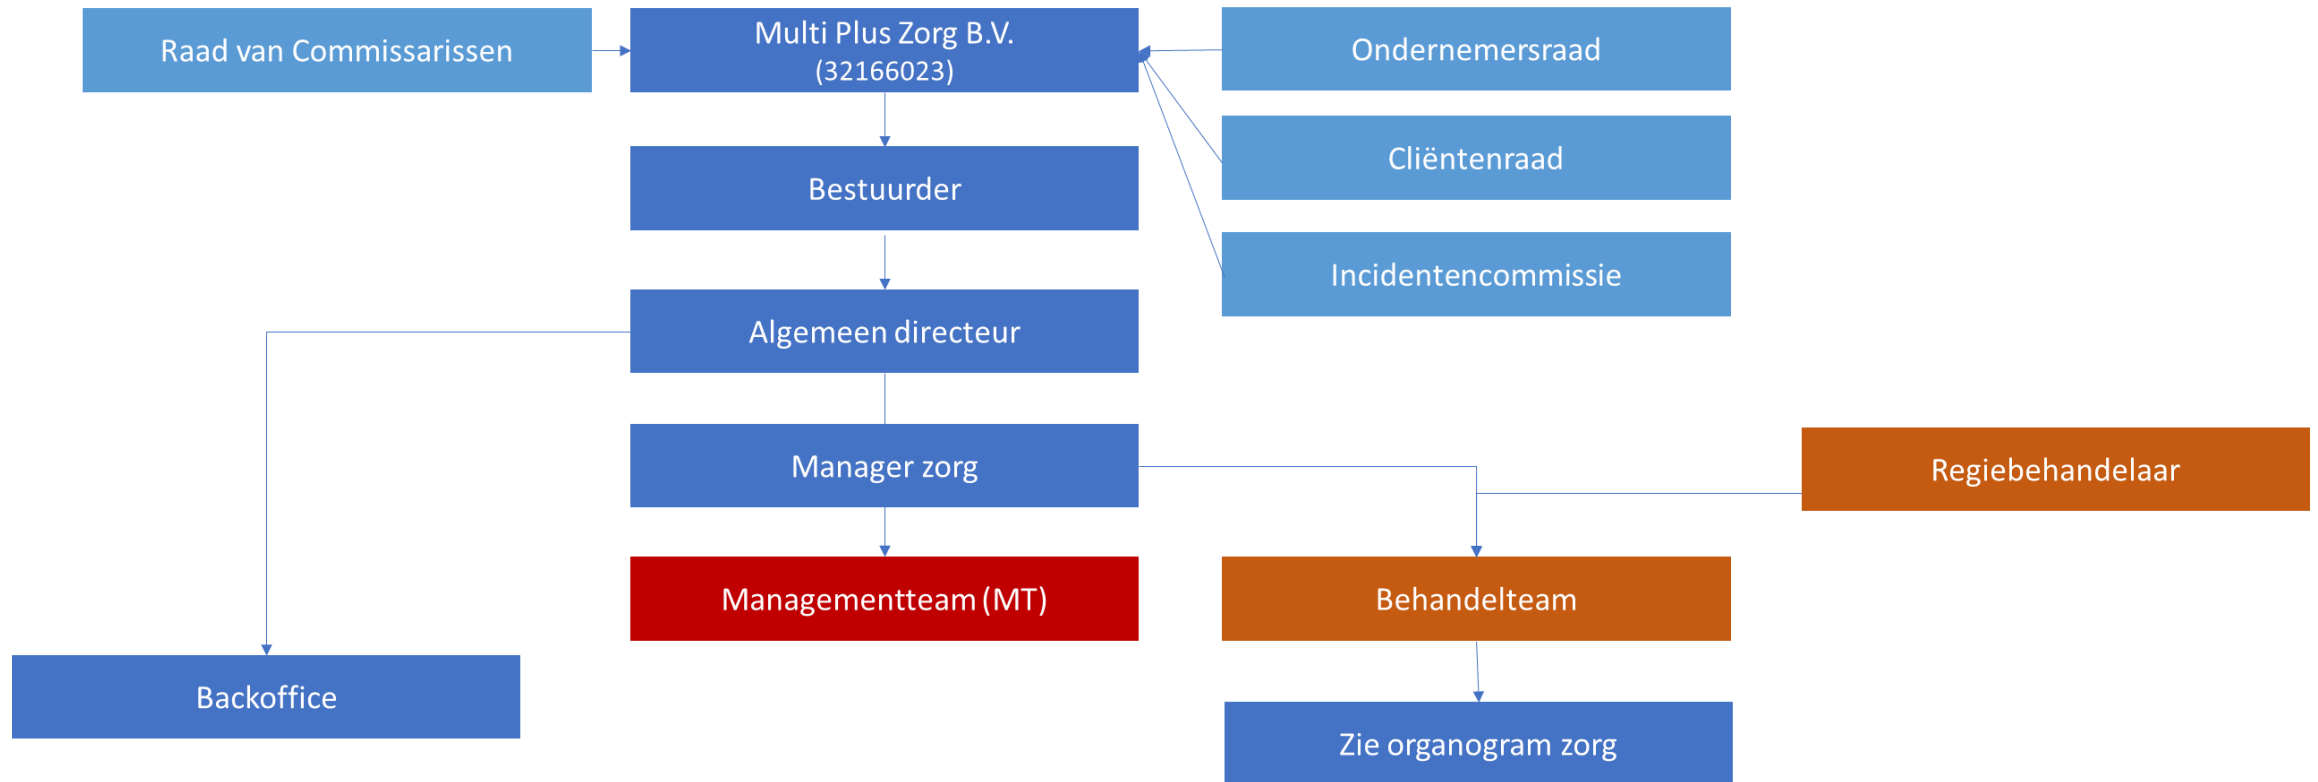 Raad van Commissarissen
Multi Plus Zorg B.V.
(32166023)
Ondernemersraad
Cliëntenraad
Bestuurder
Incidentencommissie
Algemeen directeur
Manager zorg
Regiebehandelaar
Managementteam (MT)
Behandelteam
Backoffice
Zie organogram zorg